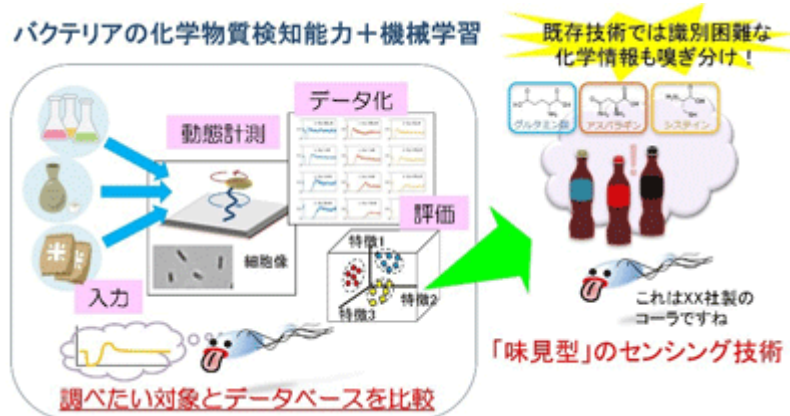 バクテリアの化学物質検知能力＋機械学習
既存技術では識別困難な
化学情報も嗅ぎ分け！
データ化
動態計測
グルタミン酸
アスパラギン
システイン
評価
細胞像
入力
米
特徴1
特徴2
特徴3
これはXX社製の
コーラですね
「味見型」のセンシング技術
調べたい対象とデータベースを比較